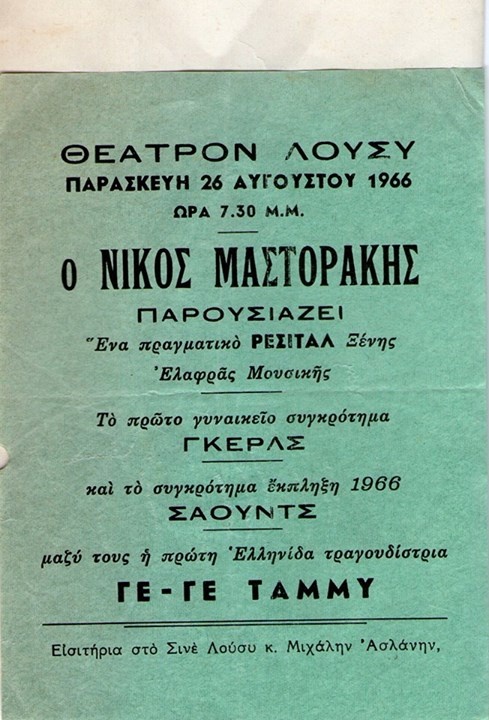 ΘΕΑΤΡΟΝ ΛΟΥΣΥ
ΠΑΡΑΣΚΕΥΗ 26 ΑΥΓΟΥΣΤΟΥ 1966
ΩΡΑ 7.30 Μ.Μ.
Ο ΝΙΚΟΣ ΜΑΣΤΟΡΑΚΗΣ
ΠΑΡΟΥΣΙΑΖΕΙ
Ἕνα πραγματικὸ ΡΕΣΙΤΑΛ Ξένης
Ἐλαφρᾶς Μουσικῆς
Τὸ πρῶτο γυναικεῖο συγκρότημα
ΓΚΕΡΛΣ
καὶ τὸ συγκρότημα ἔκπληξη 1966
ΣΑΟΥΝΤΣ
μαζύ τους ἡ πρώτη Ἑλληνίδα τραγουδίστρια
ΓΕ-ΓΕ ΤΑΜΜΥ
Εἰσιτήρια στὸ Σινὲ Λούσυ κ. Μιχάλην Ἀσλάνην,